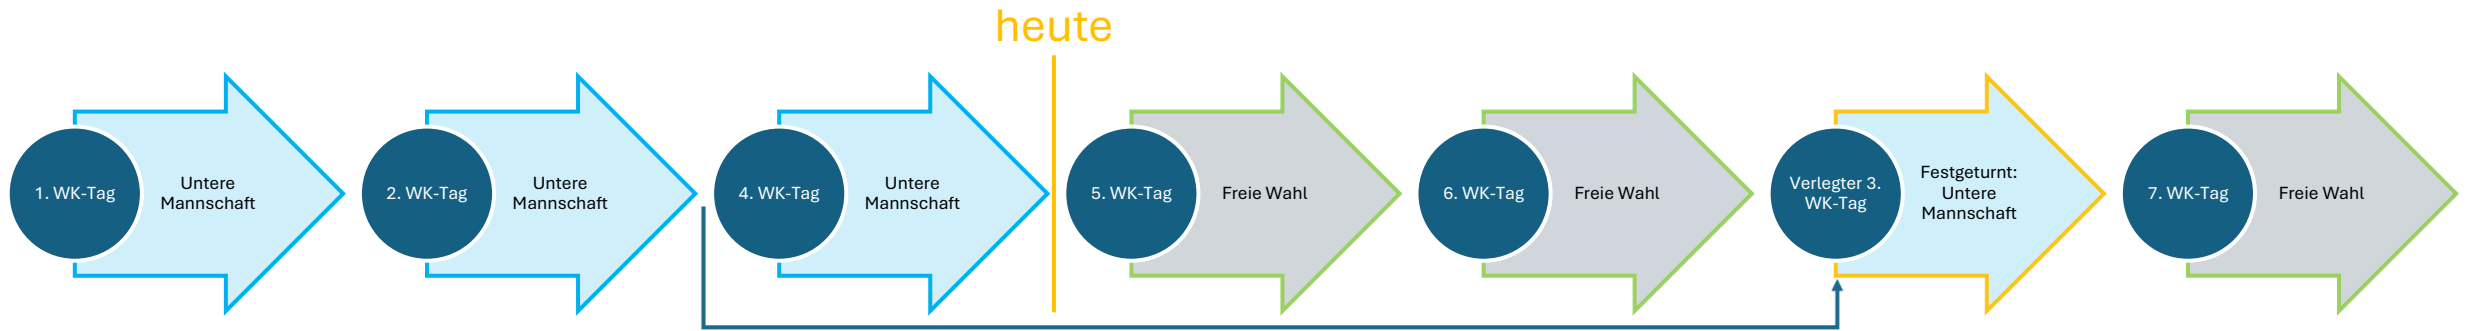 heute
1. WK-Tag
Untere
Mannschaft
2. WK-Tag
Untere
Mannschaft
4. WK-Tag
Untere
Mannschaft
5. WK-Tag
Freie Wahl
6. WK-Tag
Freie Wahl
Verlegter 3.
WK-Tag
Festgeturnt:
Untere
Mannschaft
7. WK-Tag
Freie Wahl